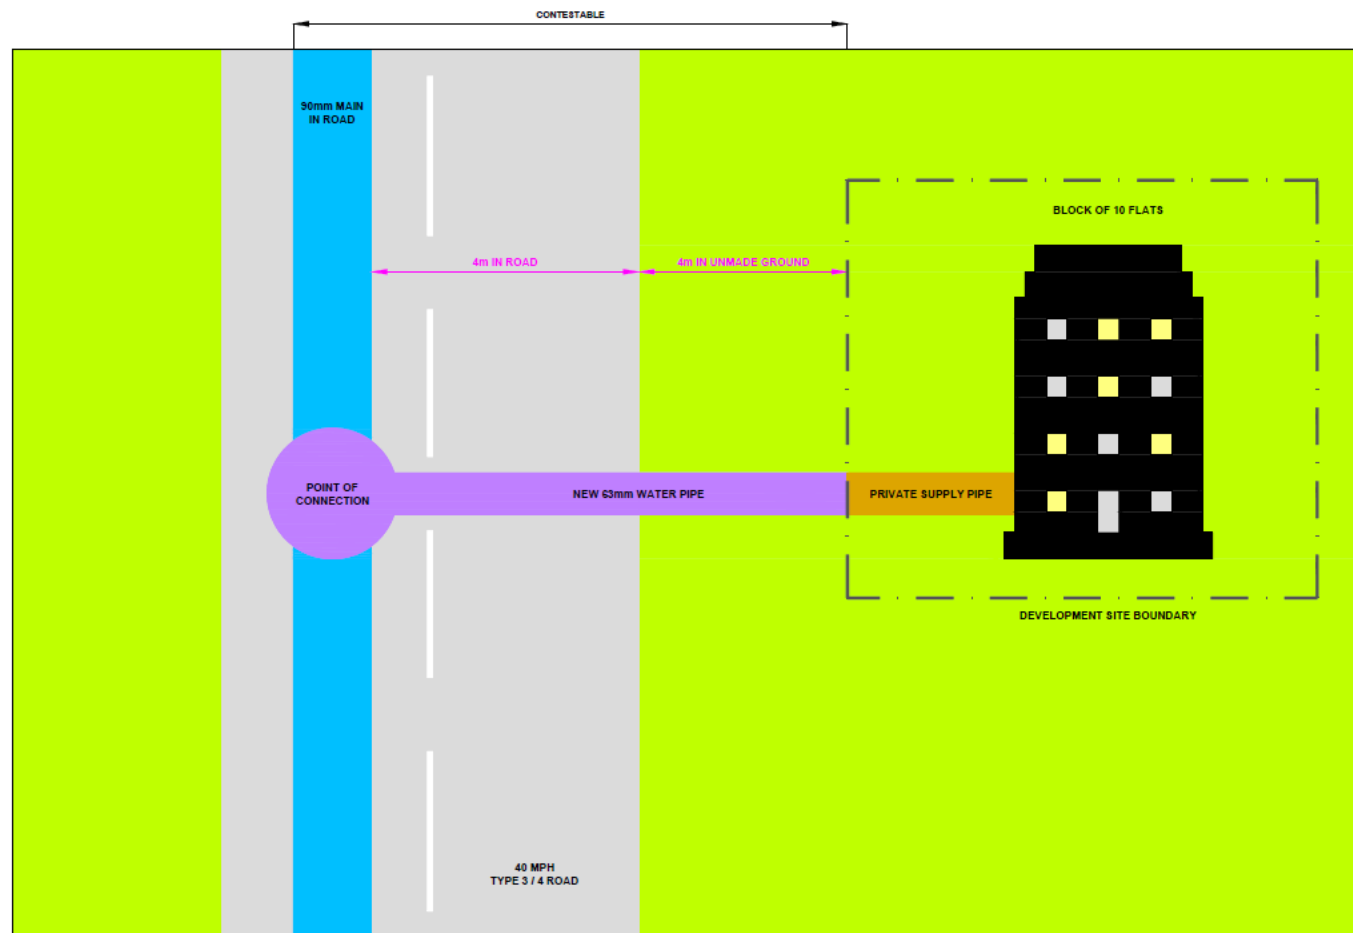 CONTESTABLE
90mm MAIN
IN ROAD
BLOCK OF 10 FLATS
4m IN ROAD
4m IN UNMADE GROUND
POINT OF
CONNECTION
NEW 63mm WATER PIPE
PRIVATE SUPPLY PIPE
DEVELOPMENT SITE BOUNDARY
40 MPH
TYPE 3 / 4 ROAD